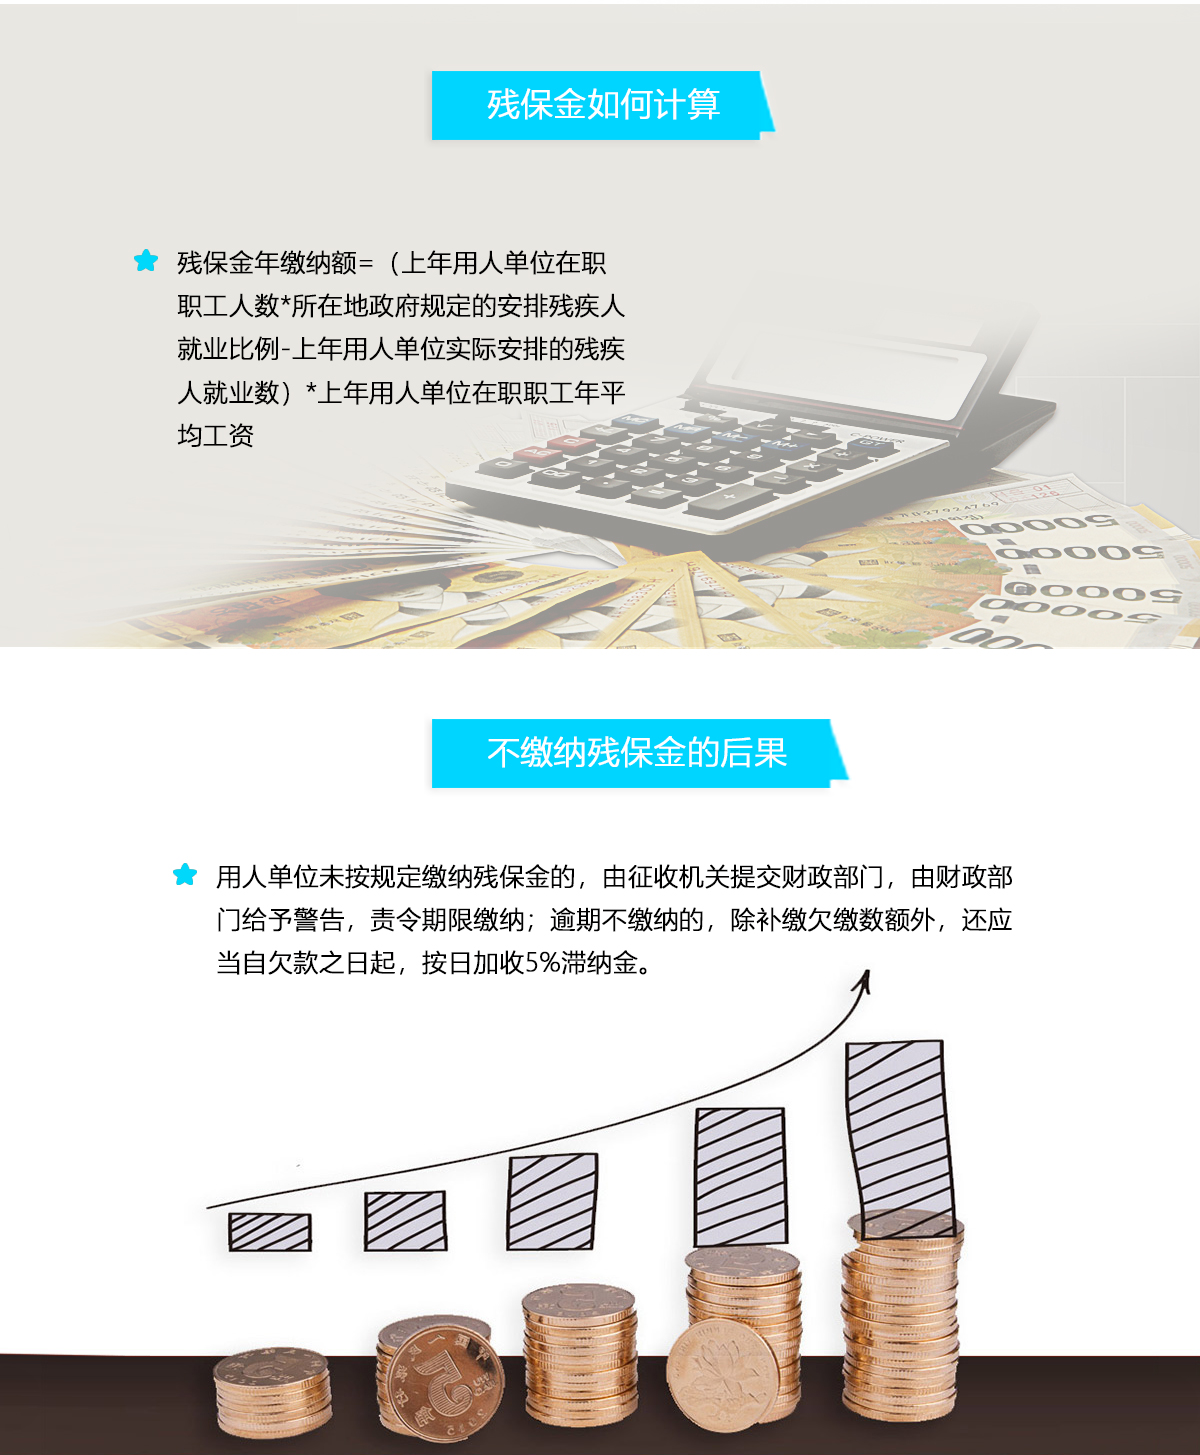 残保金如何计算
残保金年缴纳额=（上年用人单位在职
职工人数*所在地政府规定的安排残疾人
就业比例-上年用人单位实际安排的残疾
人就业数）*上年用人单位在职职工年平
均工资
C-POWER
GT
50000
50000
50000
50000
不缴纳残保金的后果
用人单位未按规定缴纳残保金的，由征收机关提交财政部门，由财政部
门给予警告，责令期限缴纳；逾期不缴纳的，除补缴欠缴数额外，还应
当自欠款之日起，按日加收5%滞纳金。